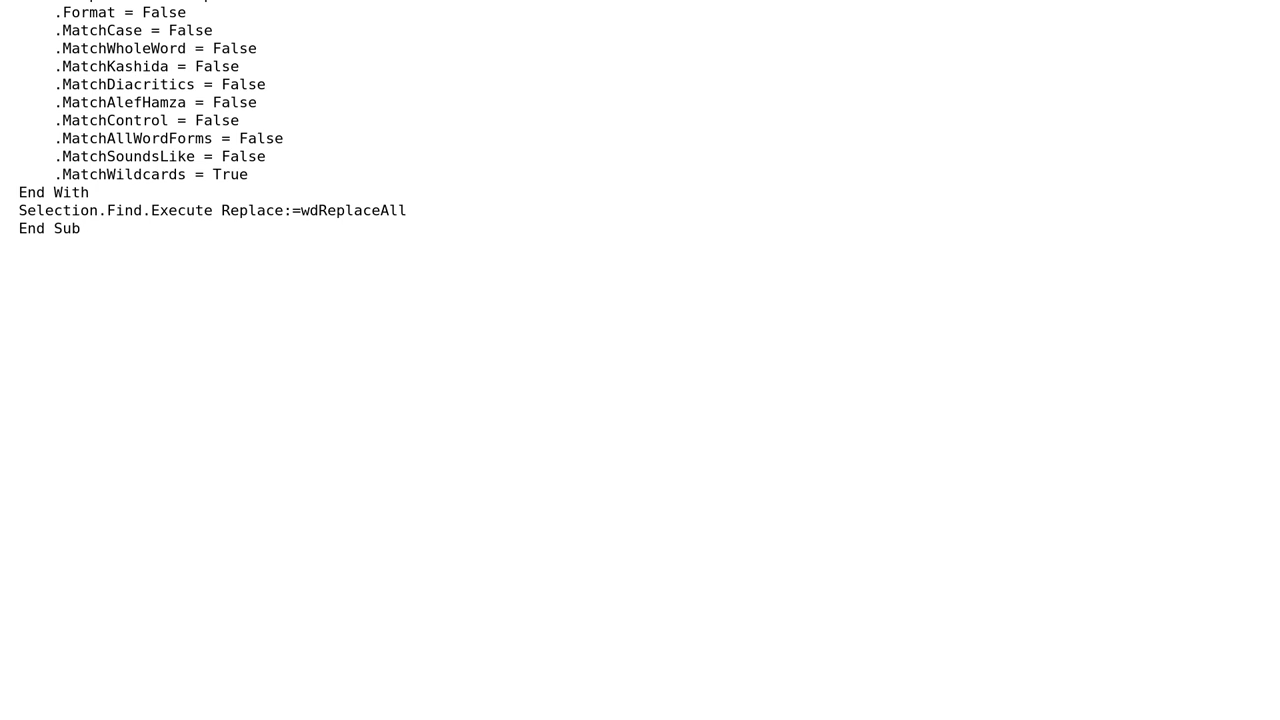 .Format = False
.MatchCase = False
.MatchWholeWord = False
.MatchKashida = False
.MatchDiacritics = False
.MatchAlefHamza = False
.MatchControl = False
.MatchAllWordForms = False
.MatchSoundsLike = False
.MatchWildcards = True
End With
Selection.Find.Execute Replace:=wdReplaceAll
End Sub